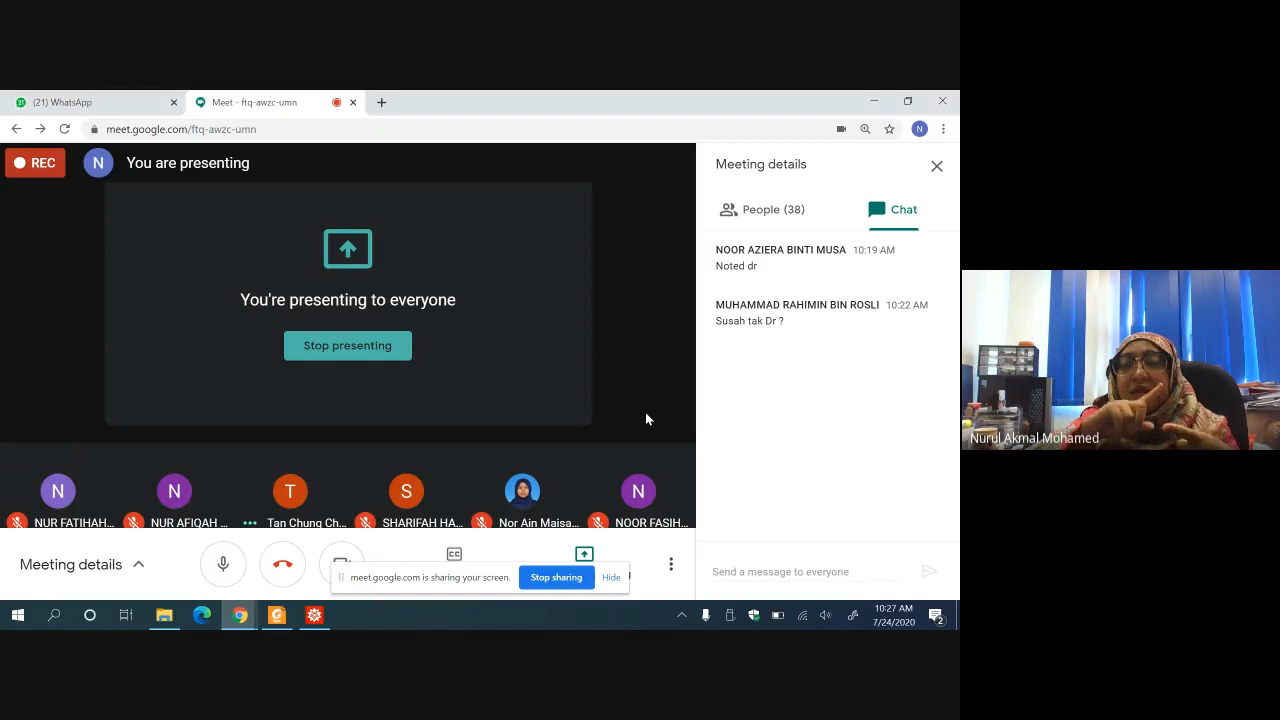 (21) WhatsApp
Meet - ftq-awzc-umn
meet.google.com/ftq-awzc-umn
N
REC
N
You are presenting
You're presenting to everyone
Stop presenting
Meeting details
People (38)
Chat
NOOR AZIERA BINTI MUSA 10:19 AM
Noted dr
MUHAMMAD RAHIMIN BIN ROSLI 10:22 AM
Susah tak Dr ?
Send a message to everyone
Nurul Akmal Mohamed
N
N
T
S
N
NUR FATIHAH...
NUR AFIQAH ...
Tan Chung Ch...
SHARIFAH HA...
Nor Ain Maisa...
NOOR FASIH...
Meeting details
CC
meet.google.com is sharing your screen.
Stop sharing
Hide
10:27 AM
7/24/2020
2